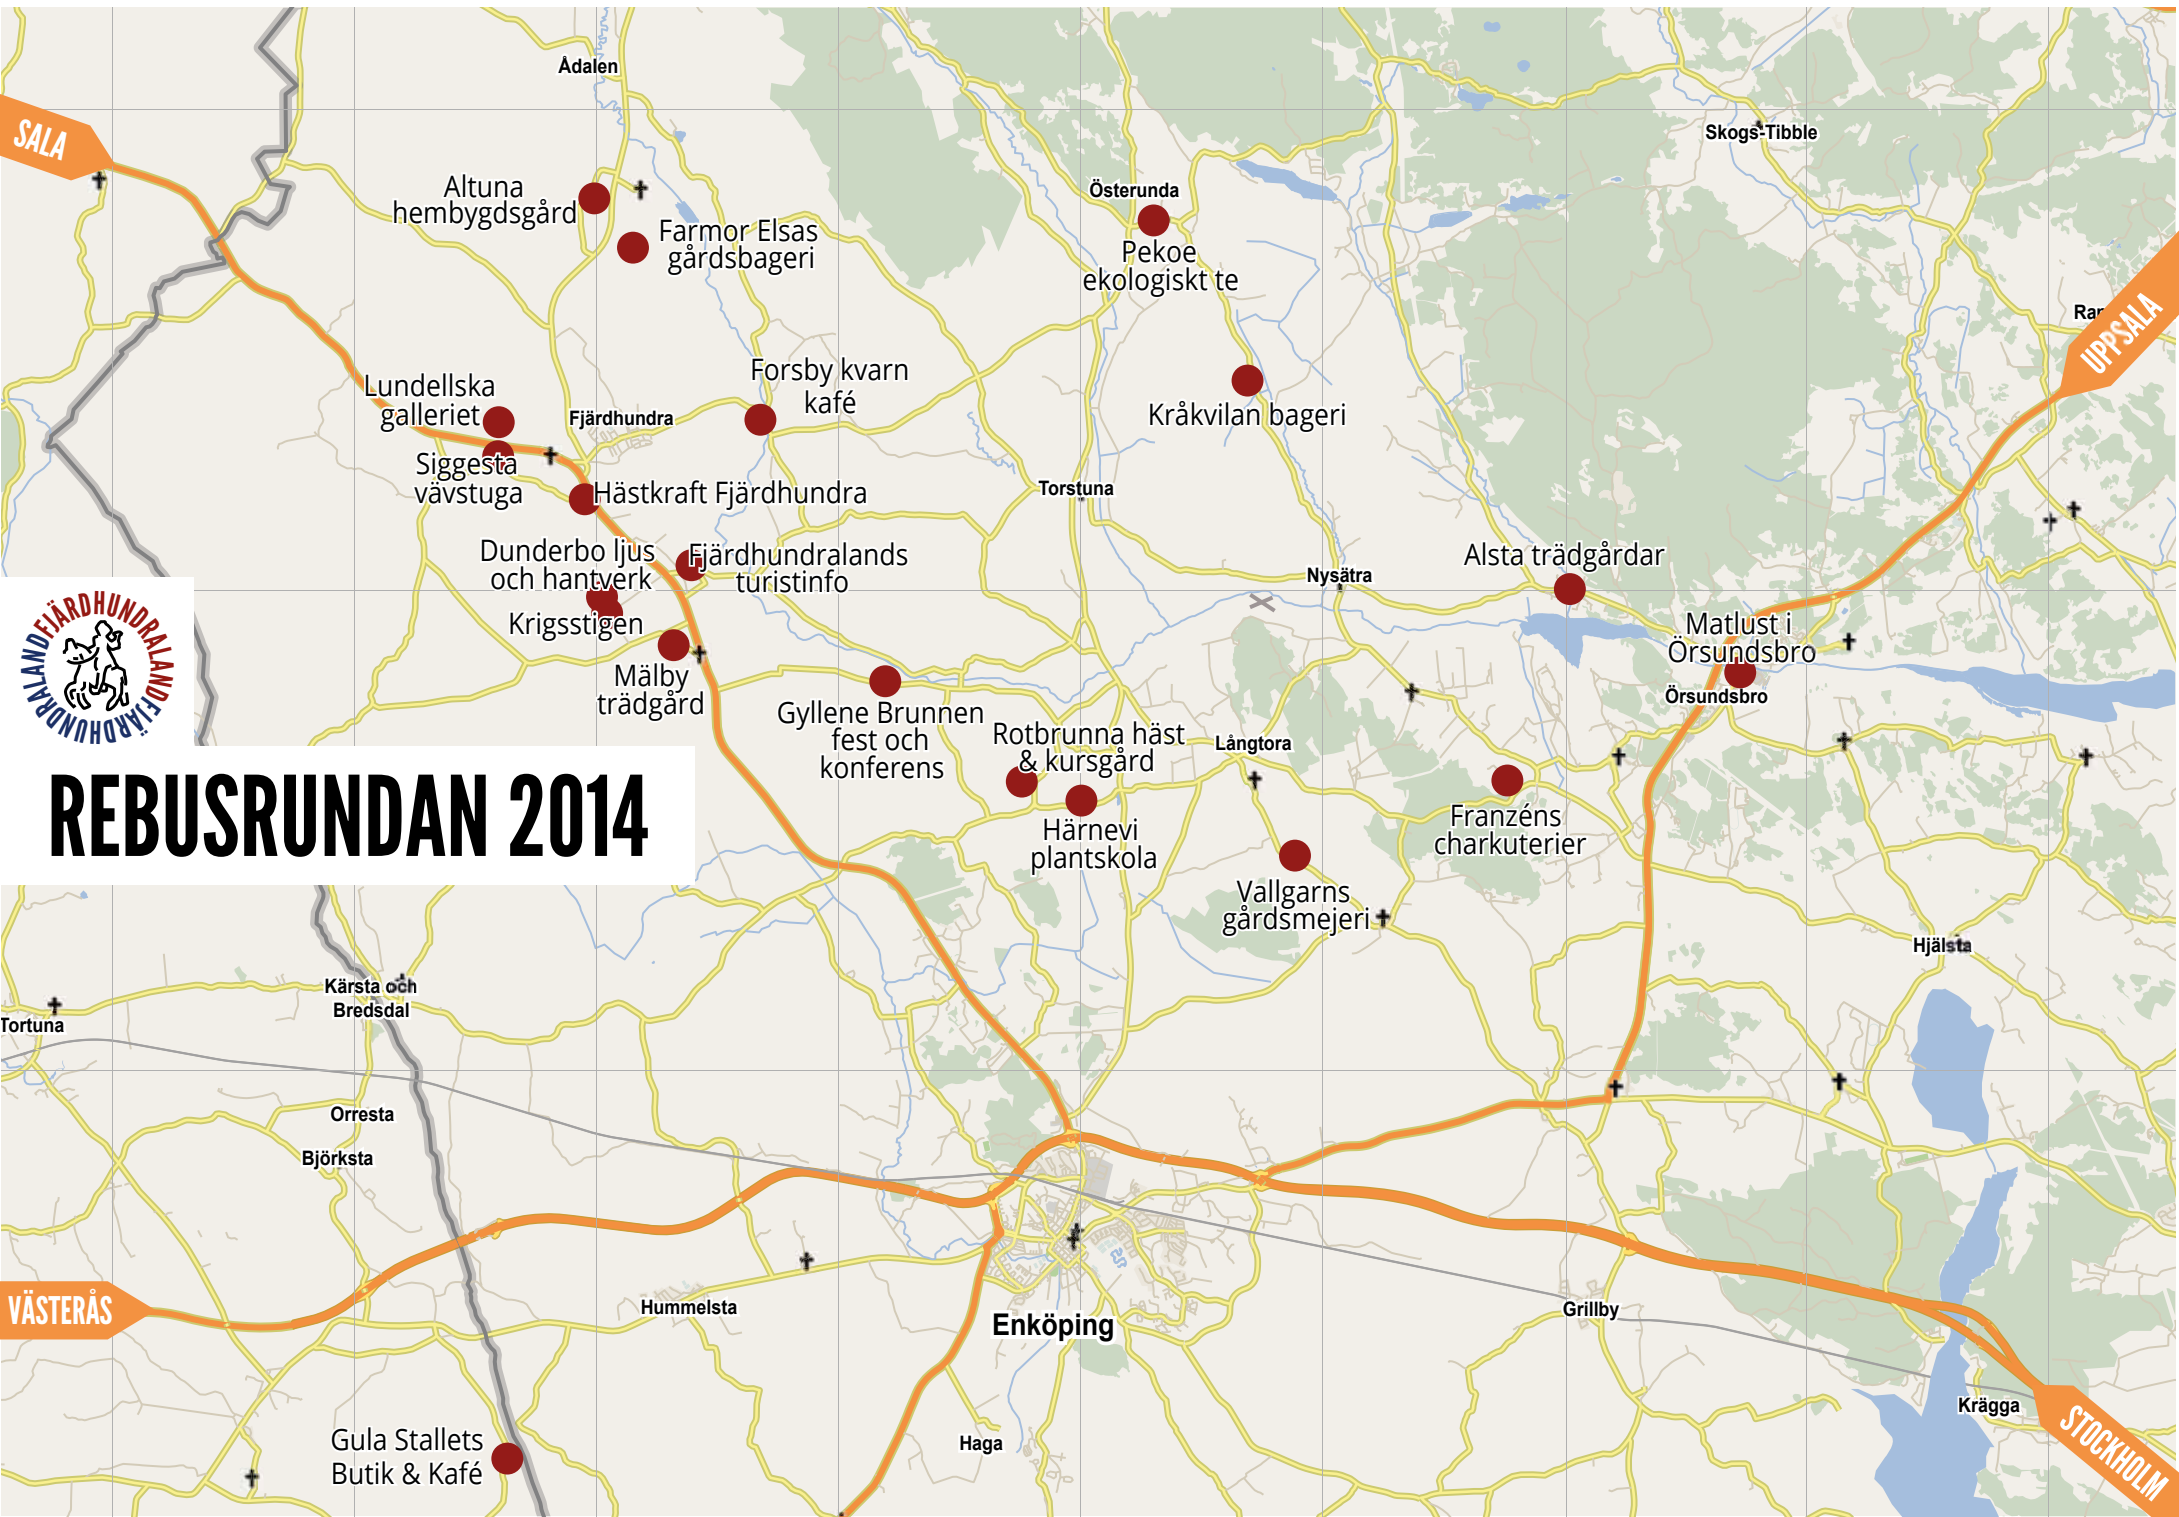 Ådalen
SALA
Skogs-Tibble
Altuna
hembygdsgård
Österunda
Farmor Elsas
gårdsbageri
Pekoe
ekologiskt te
UPPSALA
Lundellska
galleriet
Forsby kvarn
kafé
Fjärdhundra
Kråkvilan bageri
Siggesta
vävstuga
Hästkraft Fjärdhundra
Torstuna
Dunderbo ljus
och hantverk
Fjärdhundralands
turistinfo
Alsta trädgårdar
Nysätra
Krigsstigen
Matlust i
Örsundsbro
Örsundsbro
FJÄRDHUNDRALAND FJÄRDHUNDRALAND
Mälby
trädgård
Gyllene Brunnen
fest och
konferens
Rotbrunna häst
& kursgård
Långtora
REBUSRUNDAN 2014
Härnevi
plantskola
Franzéns
charkuterier
Vallgarns
gårdsmejeri
Hjälsta
Kärsta och
Bredsdal
Tortuna
Orresta
Björksta
VÄSTERÅS
Hummelsta
Enköping
Grillby
Krägga
STOCKHOLM
Gula Stallets
Butik & Kafé
Haga